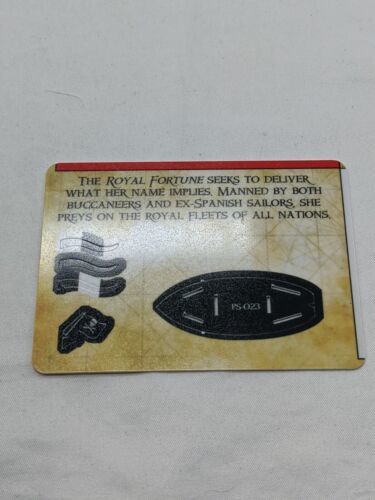 The Royal Fortune seeks to deliver
what her name implies. Manned by both
buccaneers and ex-Spanish sailors, she
preys on the royal fleets of all nations.
PS-023